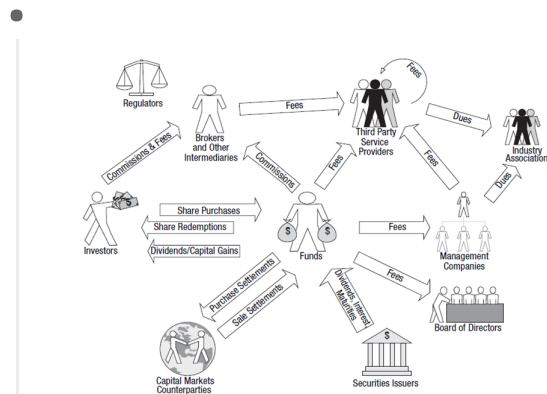 Regulators
Brokers
and Other
Intermediaries
Fees
Fees
Third Party
Service
Providers
Dues
Industry
Association
Commissions & Fees
Commissions
Fees
Fees
Dues
$
Investors
Share Purchases
Share Redemptions
Dividends/Capital Gains
$
$
Funds
Fees
Management
Companies
Fees
Board of Directors
Purchase Settlements
Sale Settlements
Dividends, Interest,
Maturities
Capital Markets
Counterparties
$
Securities Issuers